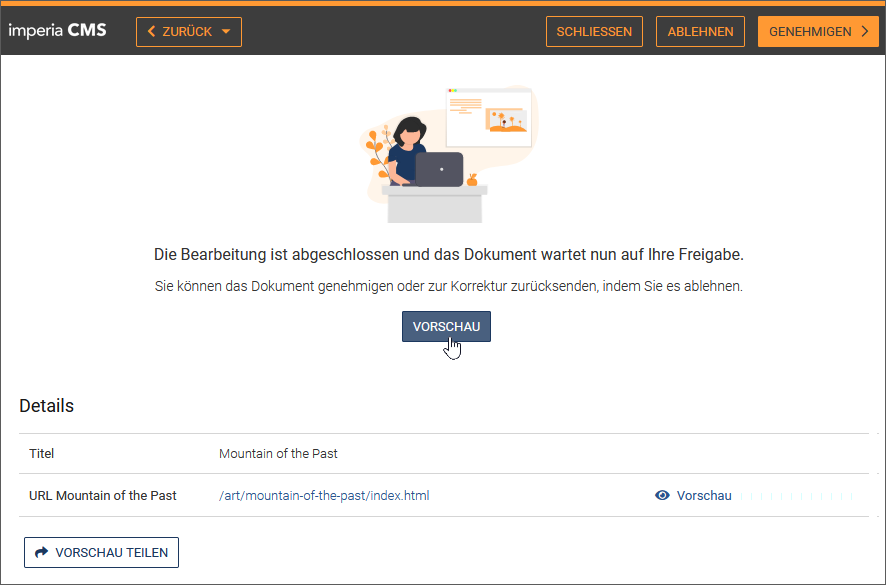 imperia CMS
ZURÜCK
SCHLIESSEN
ABLEHNEN
GENEHMIGEN
Die Bearbeitung ist abgeschlossen und das Dokument wartet nun auf Ihre Freigabe.
Sie können das Dokument genehmigen oder zur Korrektur zurücksenden, indem Sie es ablehnen.
VORSCHAU
Details
Titel Mountain of the Past
URL Mountain of the Past /art/mountain-of-the-past/index.html Vorschau
VORSCHAU TEILEN